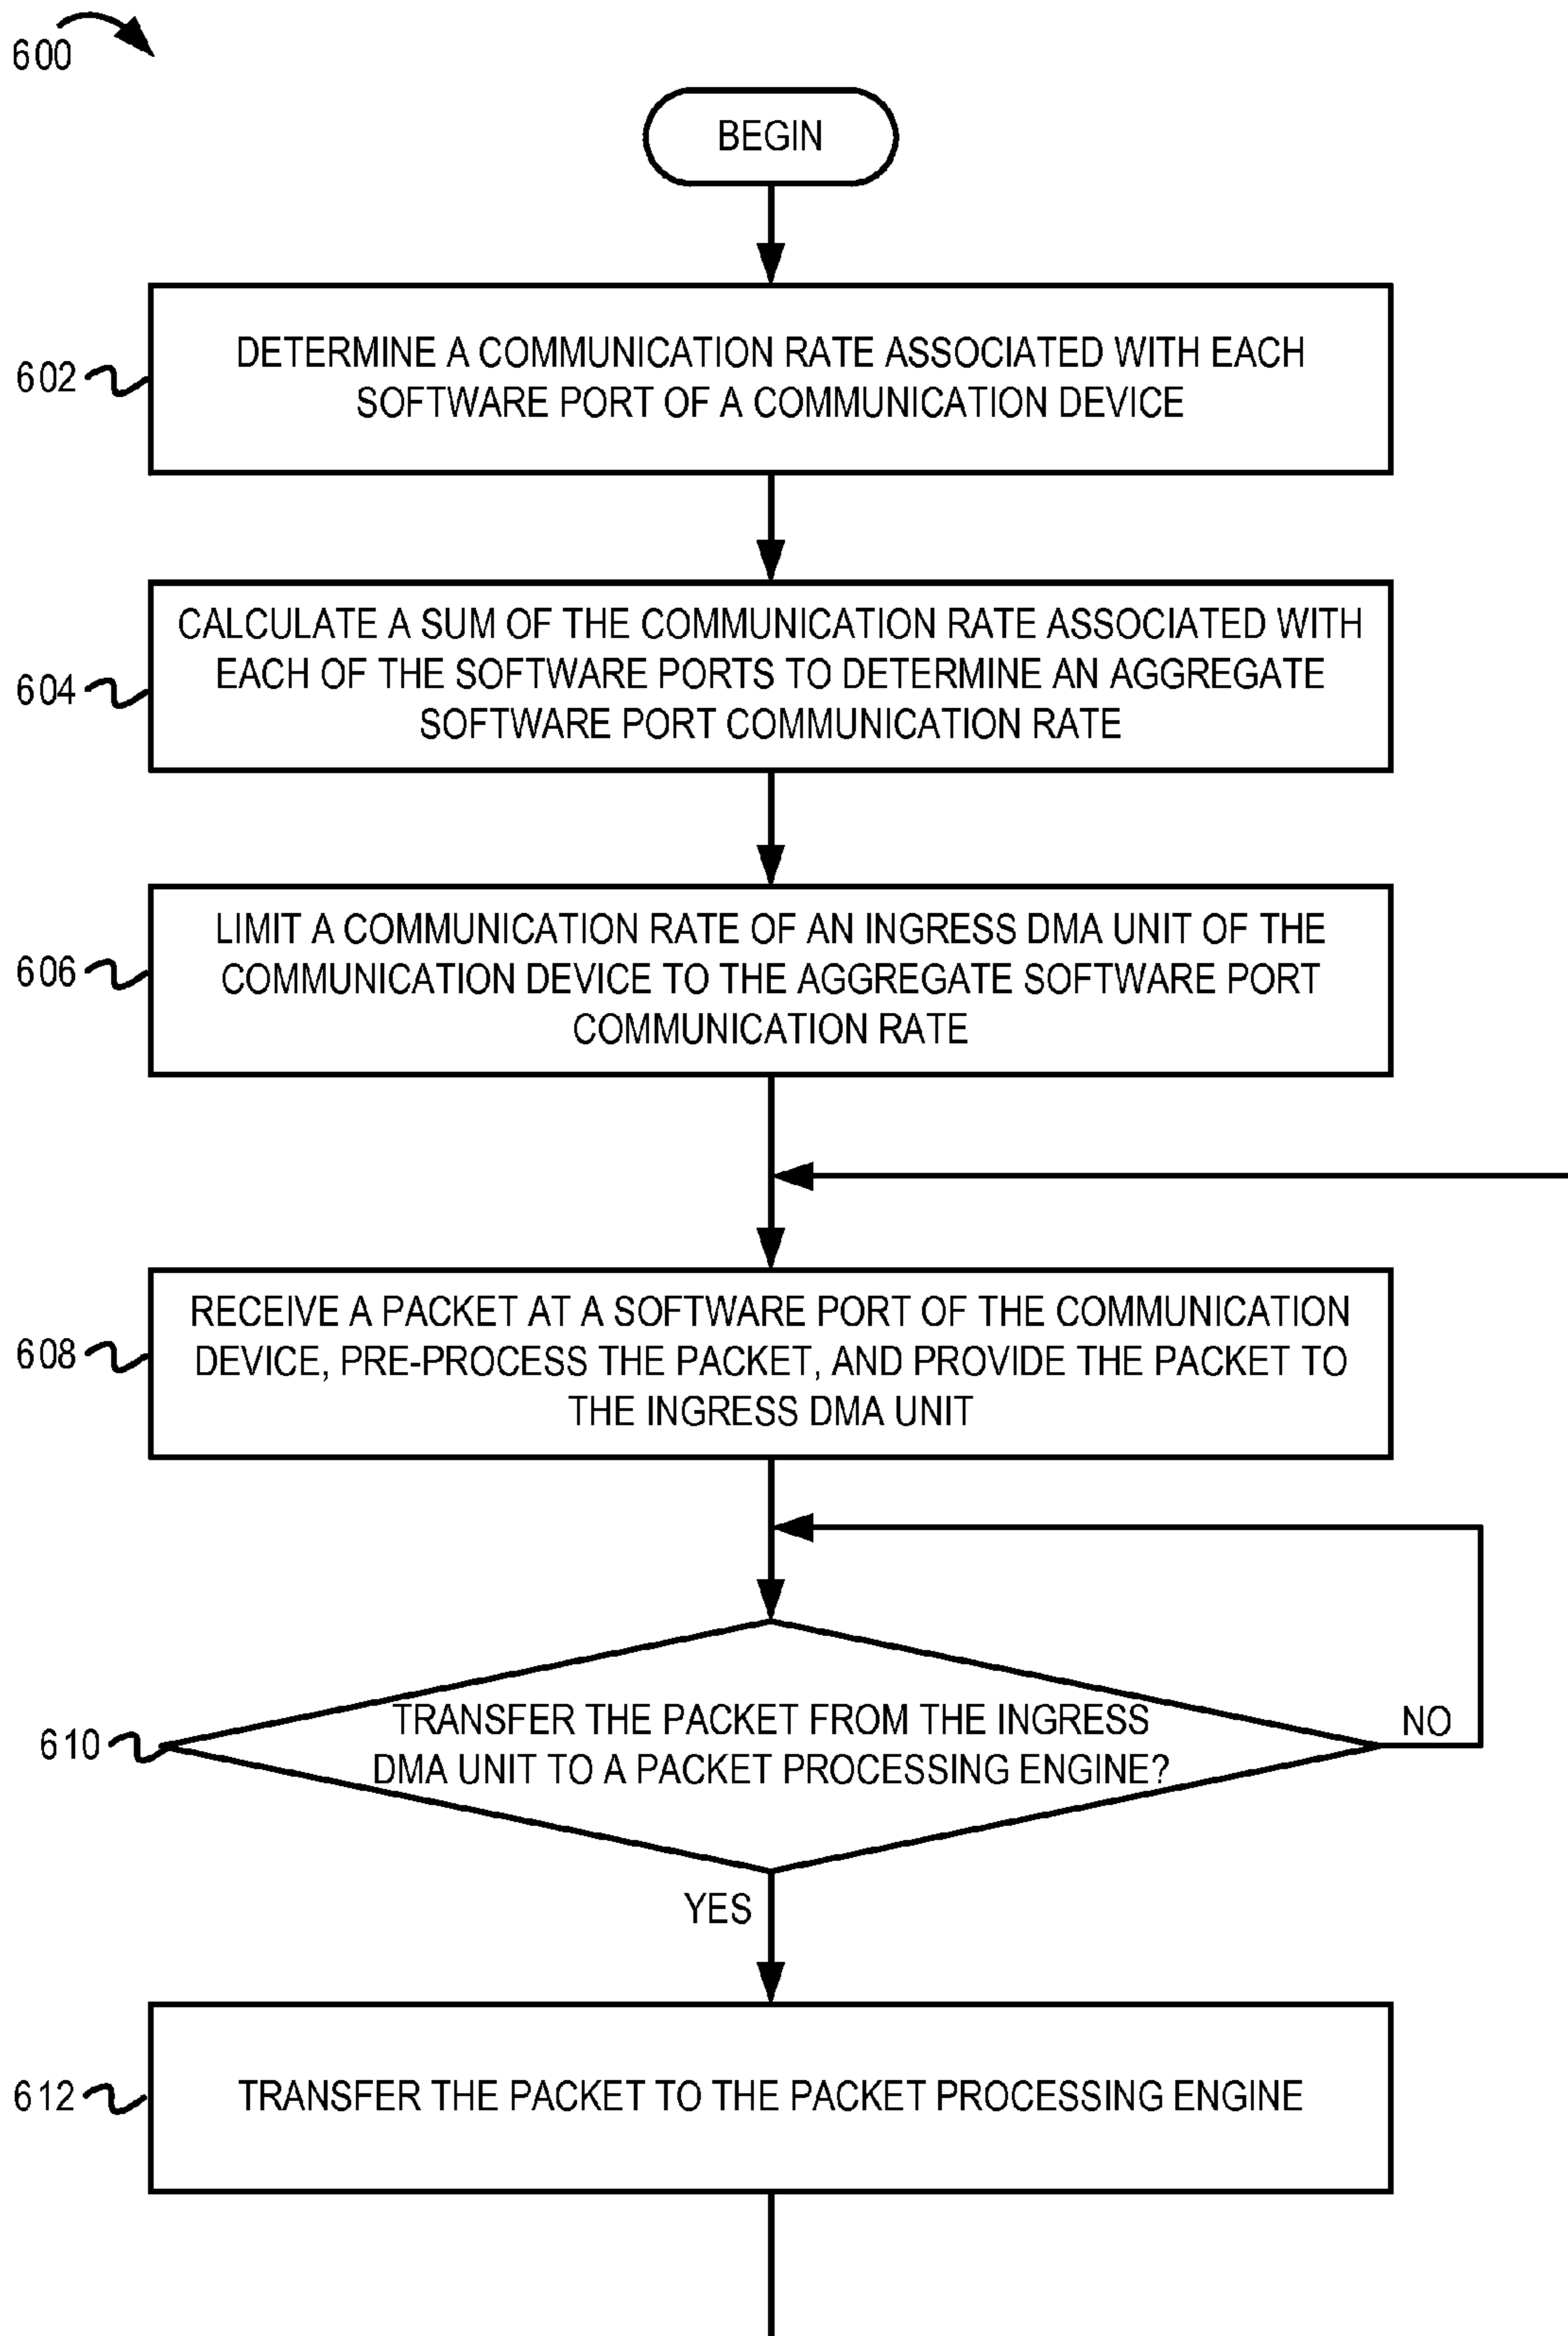 600
BEGIN
602
DETERMINE A COMMUNICATION RATE ASSOCIATED WITH EACH
SOFTWARE PORT OF A COMMUNICATION DEVICE
604
CALCULATE A SUM OF THE COMMUNICATION RATE ASSOCIATED WITH
EACH OF THE SOFTWARE PORTS TO DETERMINE AN AGGREGATE
SOFTWARE PORT COMMUNICATION RATE
606
LIMIT A COMMUNICATION RATE OF AN INGRESS DMA UNIT OF THE
COMMUNICATION DEVICE TO THE AGGREGATE SOFTWARE PORT
COMMUNICATION RATE
608
RECEIVE A PACKET AT A SOFTWARE PORT OF THE COMMUNICATION
DEVICE, PRE-PROCESS THE PACKET, AND PROVIDE THE PACKET TO
THE INGRESS DMA UNIT
610
TRANSFER THE PACKET FROM THE INGRESS
DMA UNIT TO A PACKET PROCESSING ENGINE?
NO
YES
612
TRANSFER THE PACKET TO THE PACKET PROCESSING ENGINE